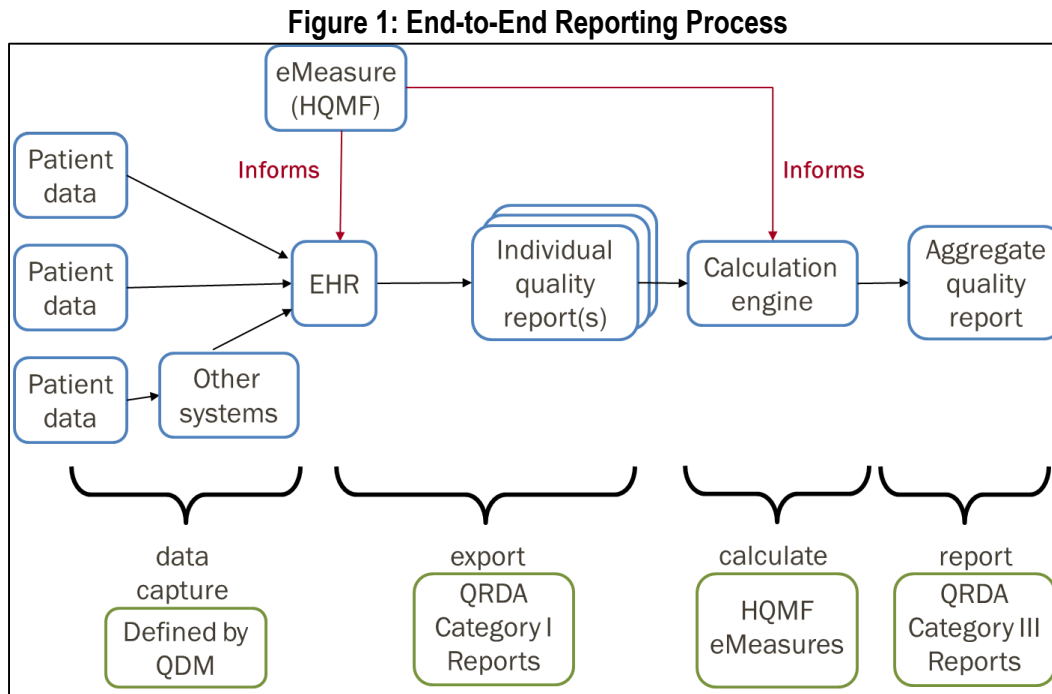 Figure 1: End-to-End Reporting Process
eMeasure
(HQMF)
Patient
data
Informs
Informs
Patient
data
EHR
Individual
quality
report(s)
Calculation
engine
Aggregate
quality
report
Patient
data
Other
systems
data
capture
export
calculate
report
Defined by
QDM
QRDA
Category I
Reports
HQMF
eMeasures
QRDA
Category III
Reports